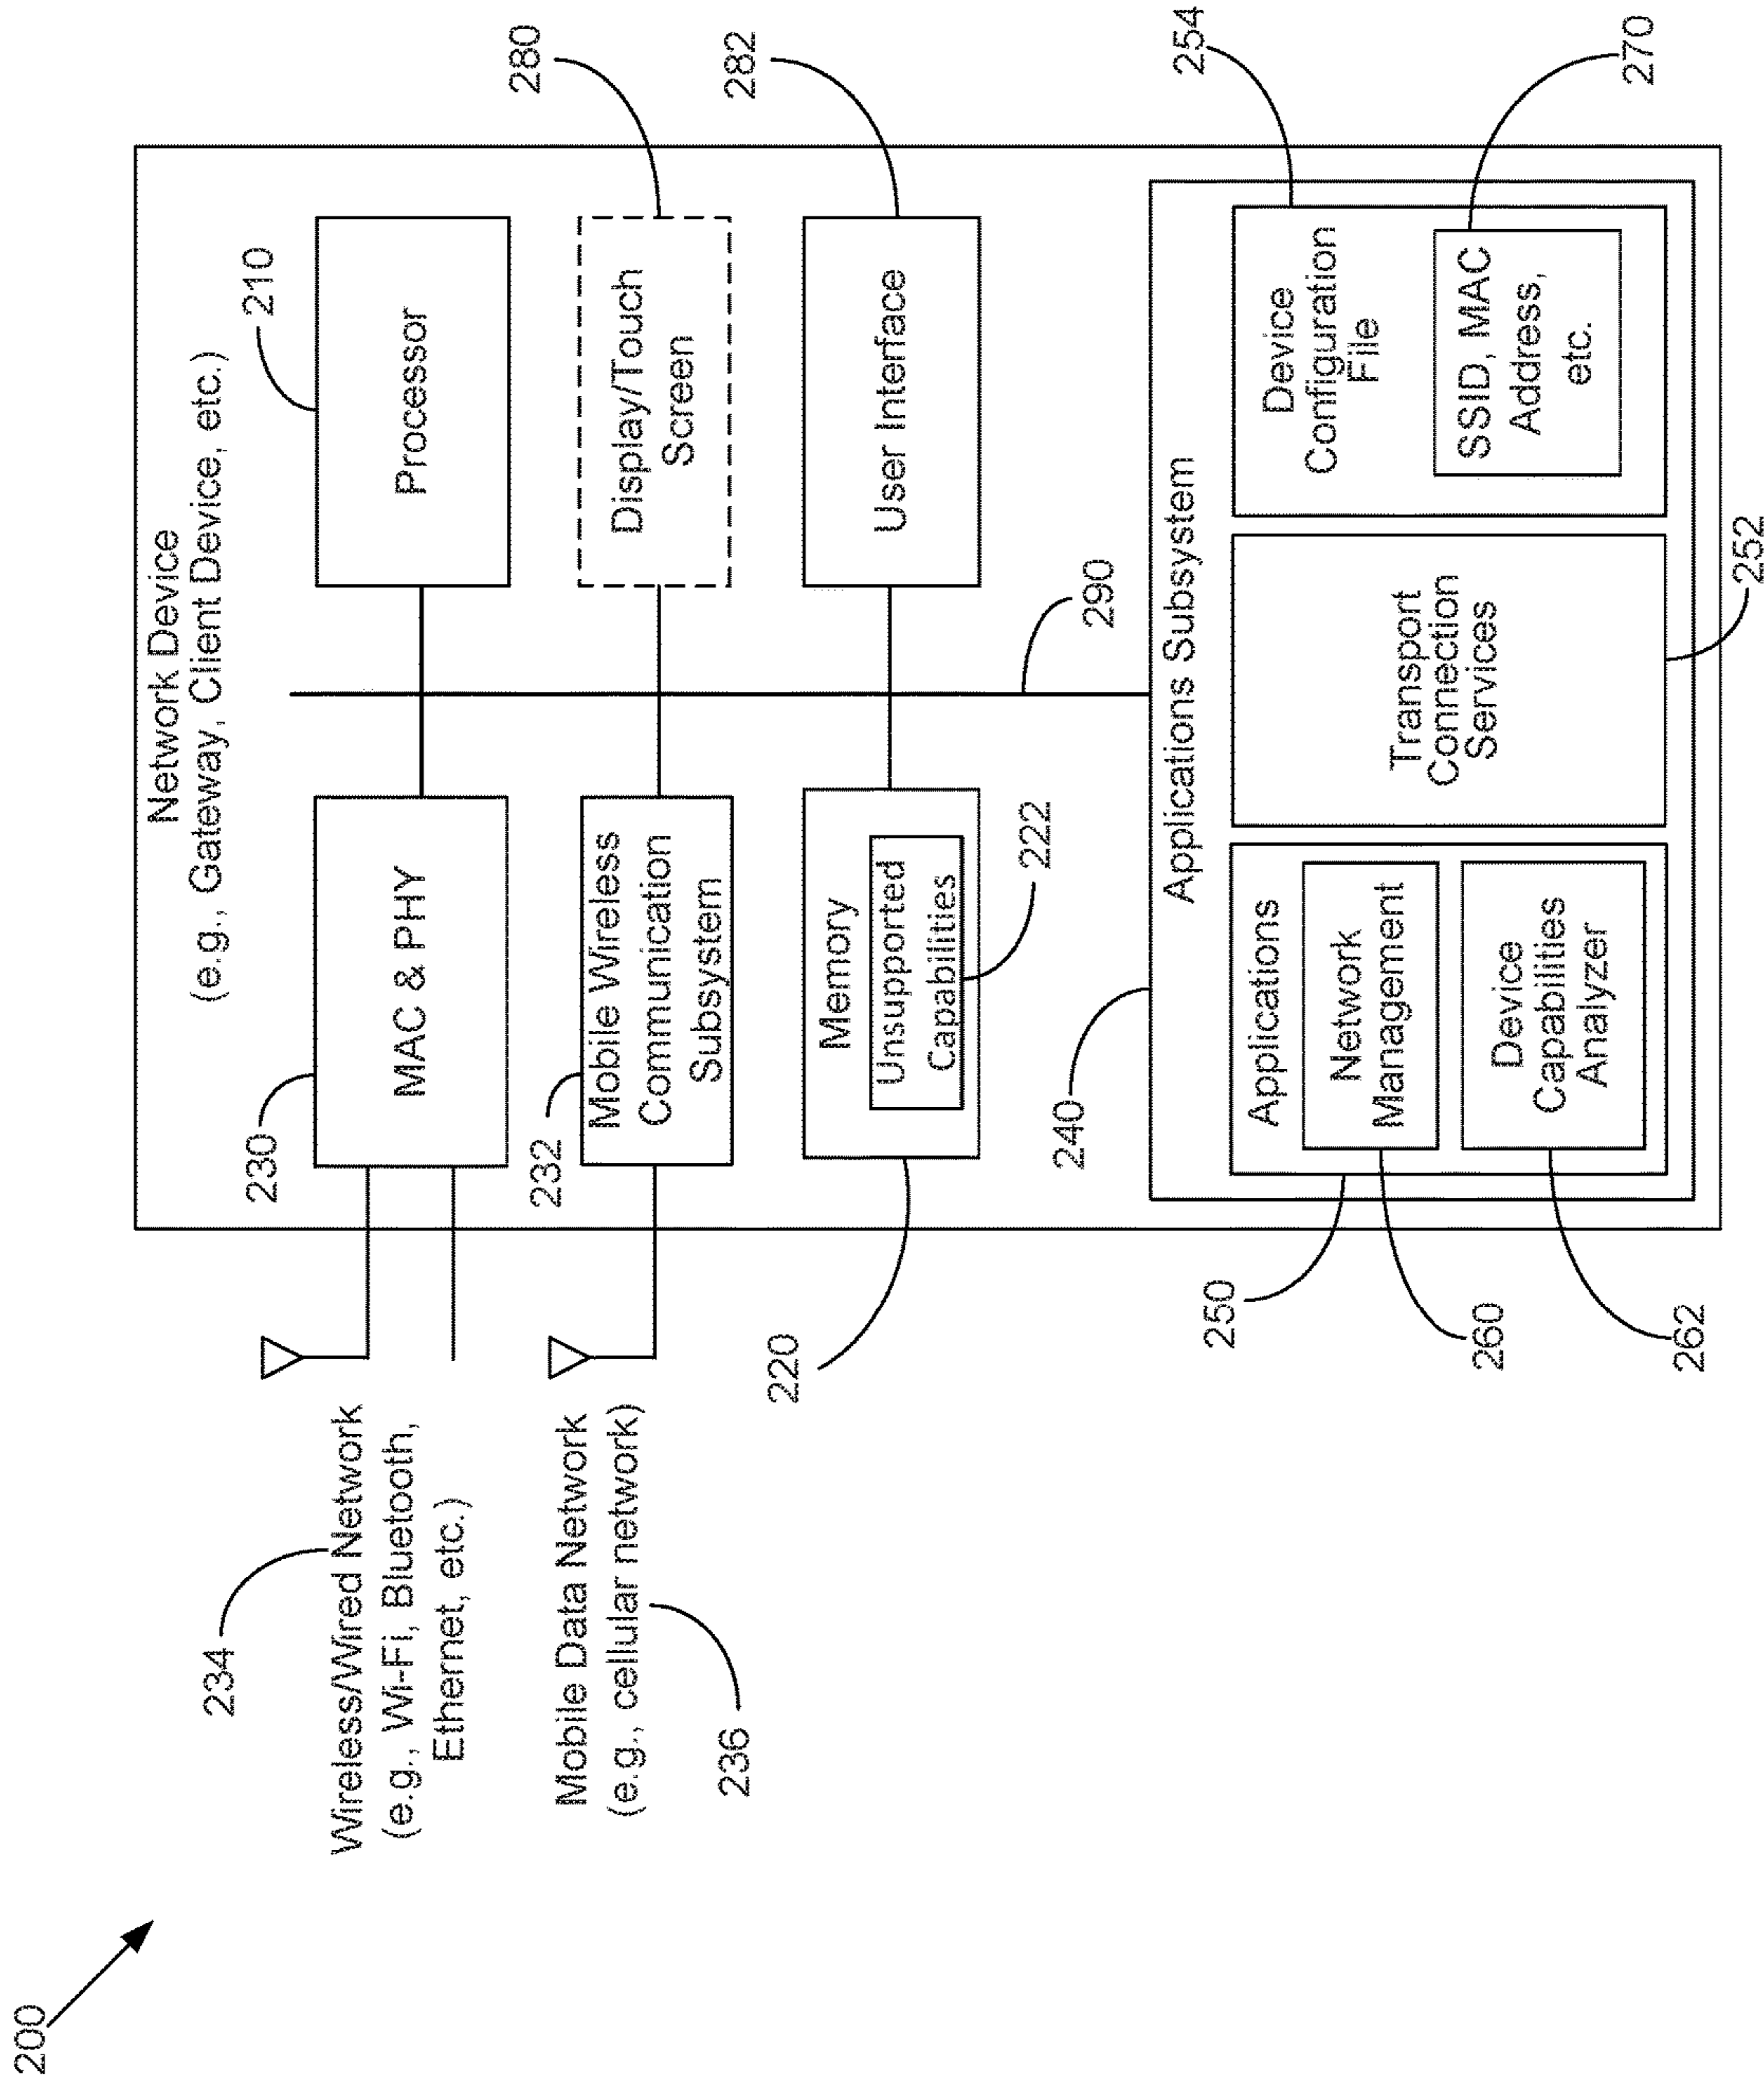 200
Network Device
(e.g., Gateway, Client Device, etc.)
234
Wireless/Wired Network
(e.g., Wi-Fi, Bluetooth,
Ethernet, etc.)
230
MAC & PHY
210
Processor
Mobile Data Network
(e.g., cellular network)
236
232
Mobile Wireless
Communication
Subsystem
280
Display/Touch
Screen
220
Memory
Unsupported
Capabilities
222
282
User Interface
290
240
Applications Subsystem
250
Applications
260
Network
Management
262
Device
Capabilities
Analyzer
Transport
Connection
Services
252
254
Device
Configuration
File
270
SSID, MAC
Address,
etc.